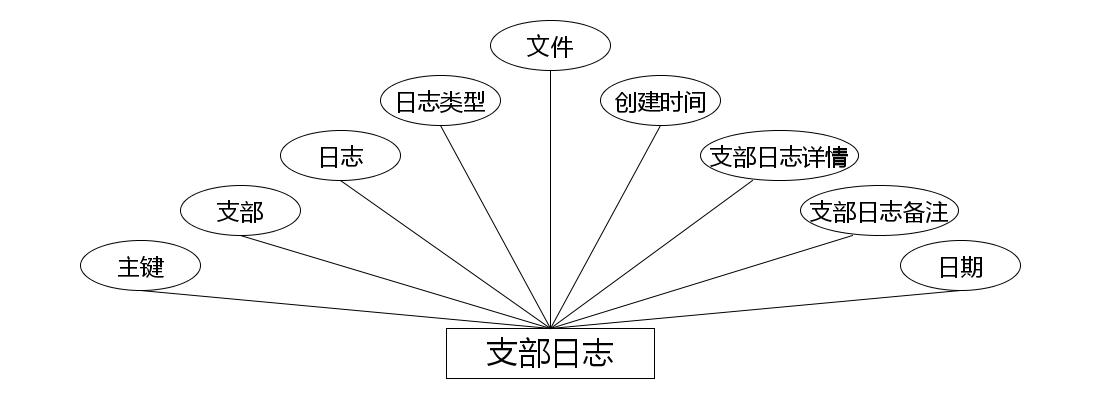 文件
日志类型
创建时间
日志
支部日志详情
支部
支部日志备注
主键
日期
支部日志